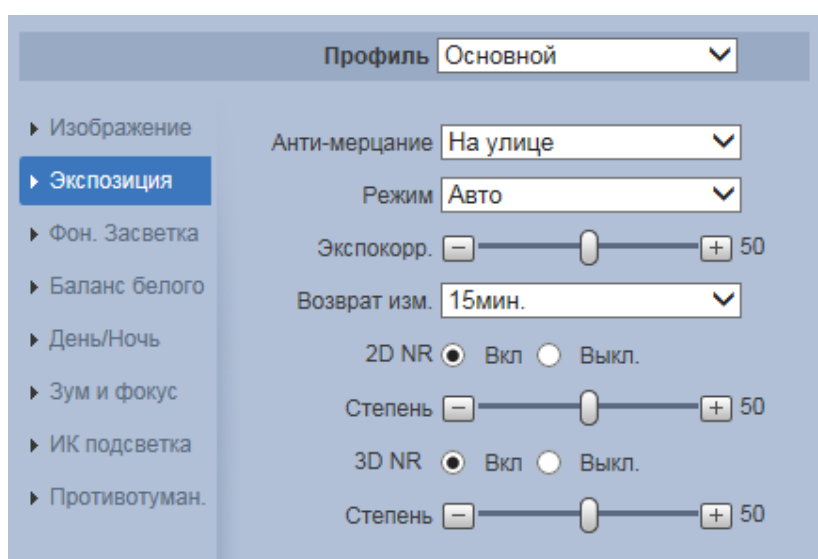 Профиль Основной
Изображение
Экспозиция
Фон. Засветка
Баланс белого
День/Ночь
Зум и фокус
ИК подсветка
Противотуман.
Анти-мерцание На улице
Режим Авто
Экспокорр. 50
Возврат изм. 15мин.
2D NR Вкл Выкл.
Степень 50
3D NR Вкл Выкл.
Степень 50